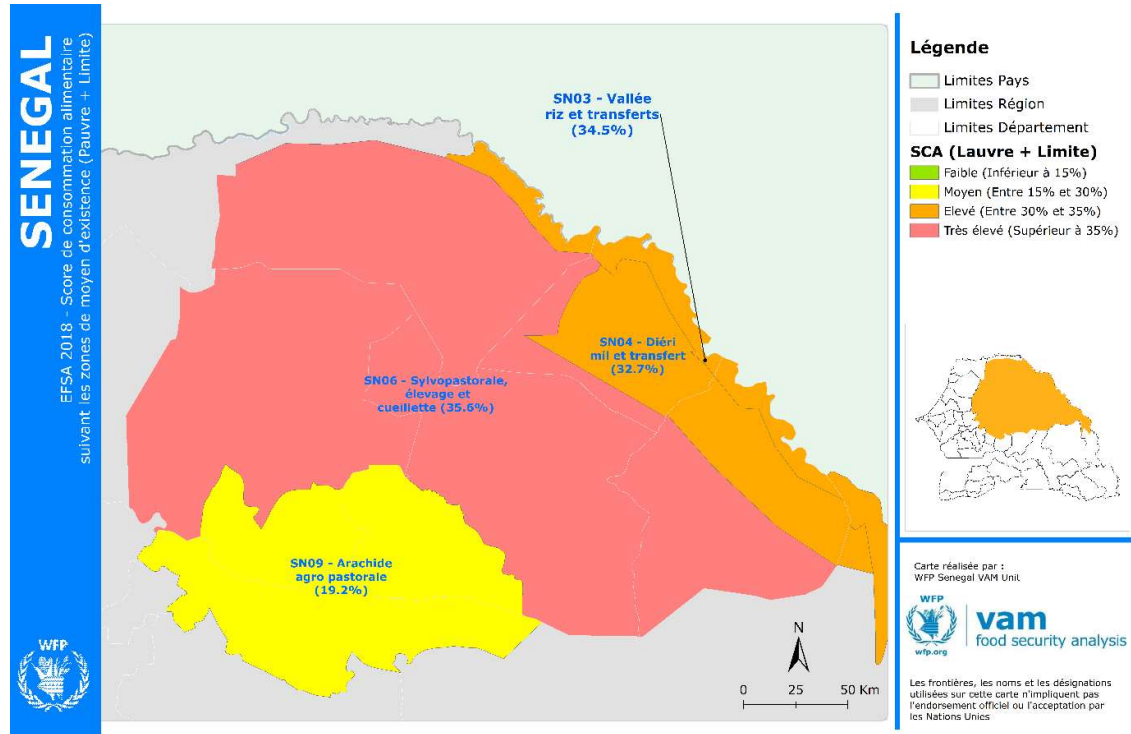 SENEGAL
EFSA 2018 - Score de consommation alimentaire
suivant les zones de moyen d'existence (Pauvre + Limite)
WFP
SN03 - Vallée
riz et transferts
(34.5%)
SN04 - Diéri
mil et transfert
(32.7%)
SN06 - Sylvopastorale,
élevage et
cueillette (35.6%)
SN09 - Arachide
agro pastorale
(19.2%)
N
0 25 50 Km
Légende
Limites Pays
Limites Région
Limites Département
SCA (Lauvre + Limite)
Faible (Inférieur à 15%)
Moyen (Entre 15% et 30%)
Elevé (Entre 30% et 35%)
Très élevé (Supérieur à 35%)
Carte réalisée par :
WFP Senegal VAM Unit
WFP
wfp.org
vam
food security analysis
Les frontières, les noms et les désignations
utilisées sur cette carte n'impliquent pas
l'endorsement officiel ou l'acceptation par
les Nations Unies